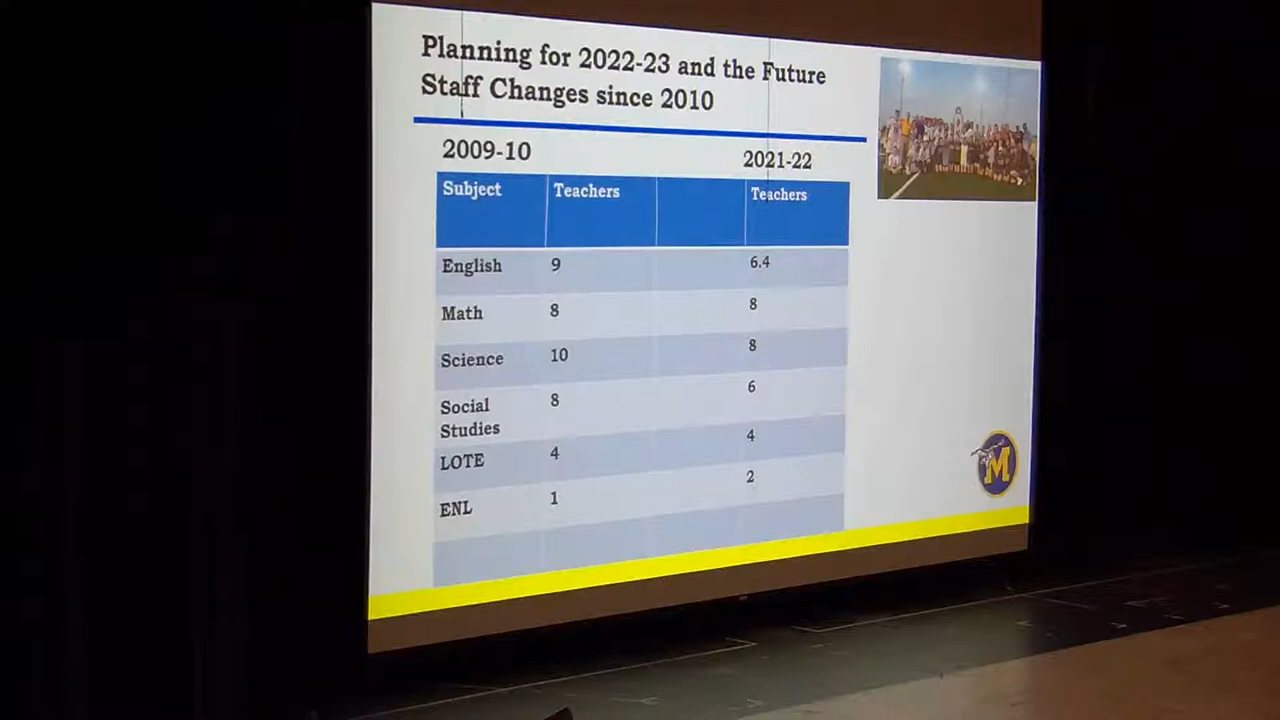 Planning for 2022-23 and the Future
Staff Changes since 2010
2009-10 2021-22
Subject Teachers Teachers
English 9 6.4
Math 8 8
Science 10 8
Social 8 6
Studies
LOTE 4 4
ENL 1 2
M